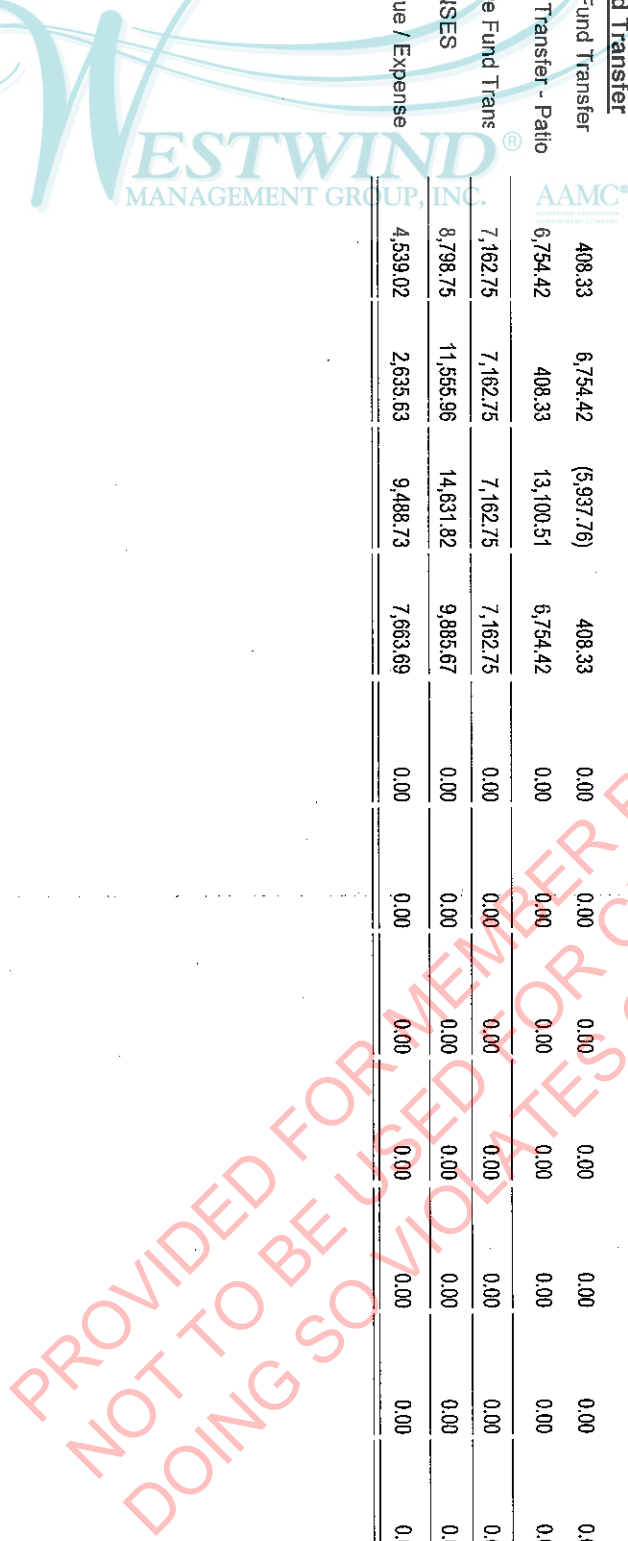 d Transfer
Fund Transfer 408.33 6,754.42 (5,937.76) 408.33 0.00 0.00 0.00 0.00 0.00 0.00
Transfer - Patio 6,754.42 408.33 13,100.51 6,754.42 0.00 0.00 0.00 0.00 0.00 0.00
e Fund Trans 7,162.75 7,162.75 7,162.75 7,162.75 0.00 0.00 0.00 0.00 0.00 0.00
NSES 8,798.75 11,555.96 14,631.82 9,885.67 0.00 0.00 0.00 0.00 0.00 0.00
ue / Expense 4,539.02 2,635.63 9,488.73 7,663.69 0.00 0.00 0.00 0.00 0.00 0.00
WESTWIND®
MANAGEMENT GROUP, INC.
AAMC®
ACCREDITED ASSOCIATION
MANAGEMENT COMPANY
PROVIDED FOR MEMBER
NOT TO BE USED FOR
DOING SO VIOLATES